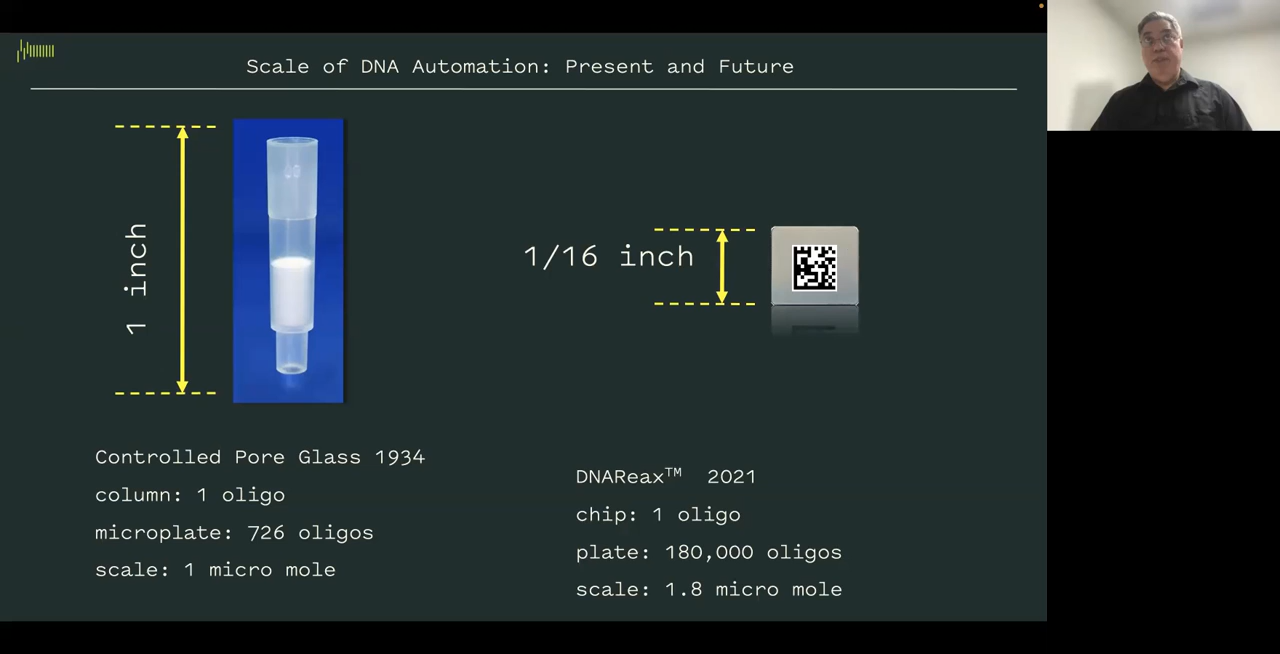 Scale of DNA Automation: Present and Future
1 inch
1/16 inch
Controlled Pore Glass 1934
column: 1 oligo
microplate: 726 oligos
scale: 1 micro mole
DNAReax™ 2021
chip: 1 oligo
plate: 180,000 oligos
scale: 1.8 micro mole